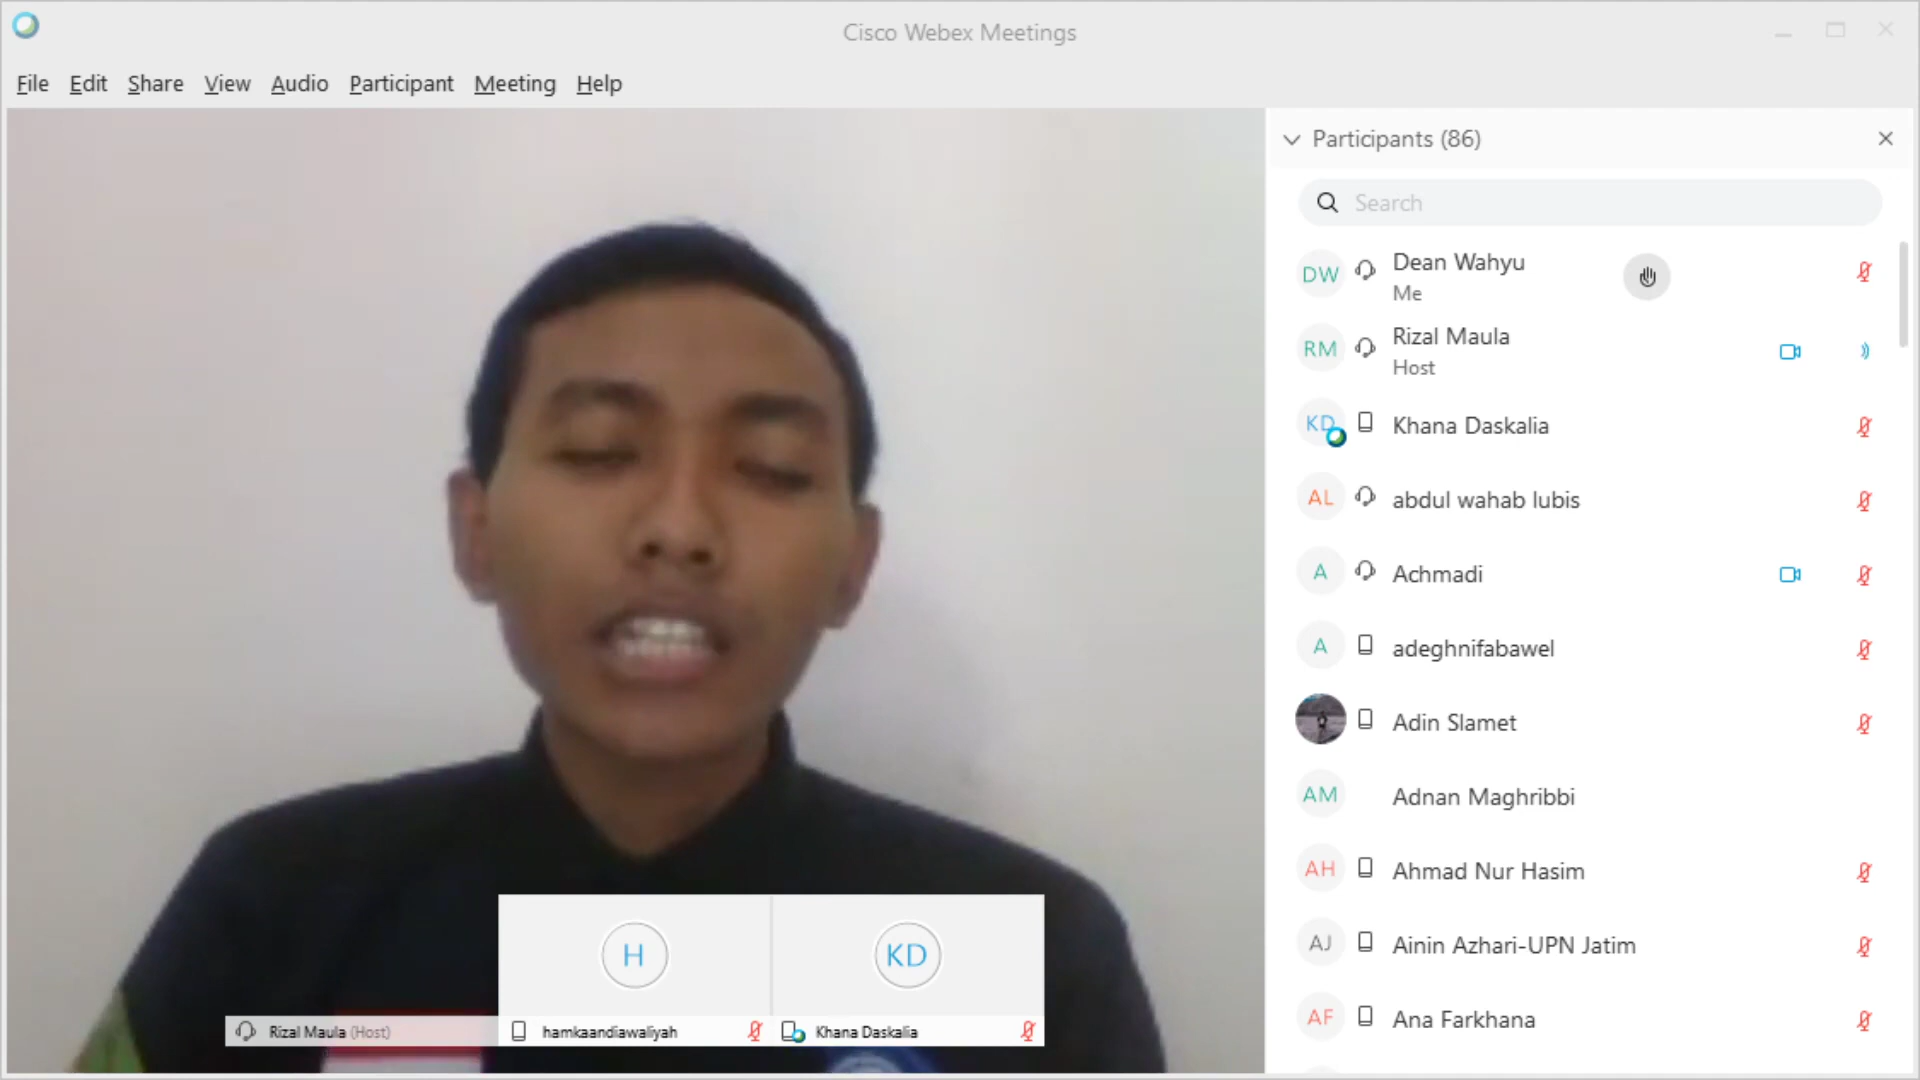 Cisco Webex Meetings
File Edit Share View Audio Participant Meeting Help
Participants (86)
Search
DW Dean Wahyu
Me
RM Rizal Maula
Host
KD Khana Daskalia
AL abdul wahab lubis
A Achmadi
A adeghnifabawel
Adin Slamet
AM Adnan Maghribbi
AH Ahmad Nur Hasim
AJ Ainin Azhari-UPN Jatim
AF Ana Farkhana
H KD
Rizal Maula (Host) hamkaandiawaliyah Khana Daskalia